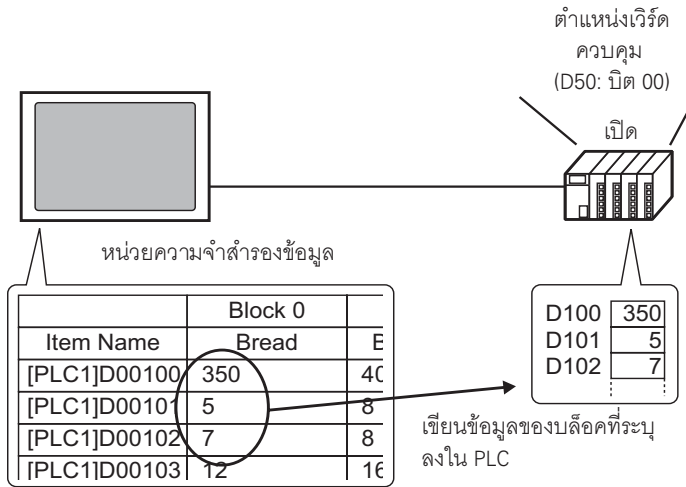 ตำแหน่งเวิร์ด
ควบคุม
(D50: บิต 00)
เปิด
หน่วยความจำสำรองข้อมูล
Block 0
Item Name Bread B
[PLC1]D00100 350 40
[PLC1]D00101 5 8
[PLC1]D00102 7 8
[PLC1]D00103 12 16
D100 350
D101 5
D102 7
เขียนข้อมูลของบล็อคที่ระบุ
ลงใน PLC